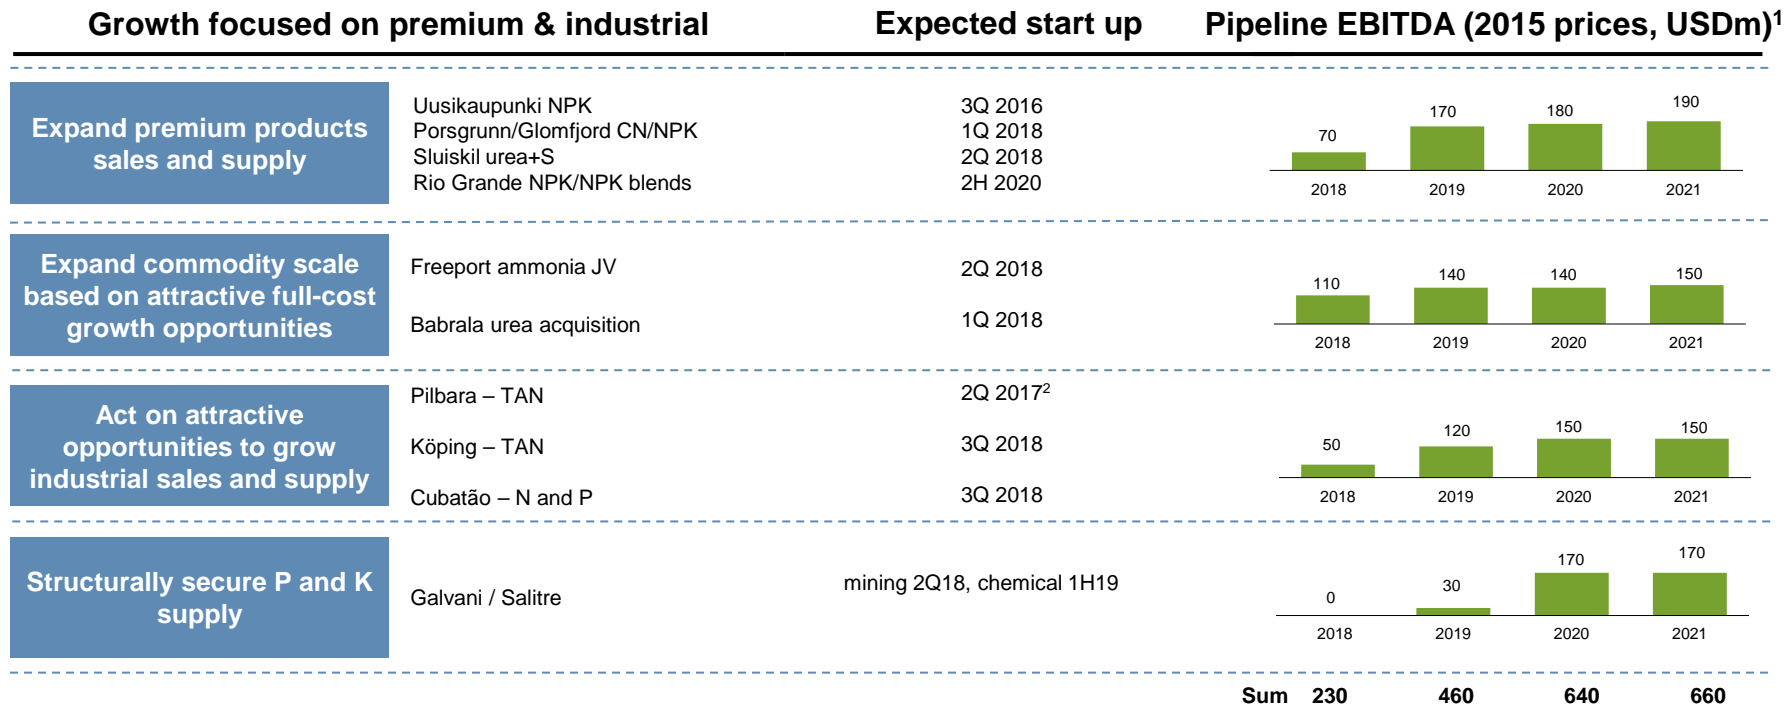 Growth focused on premium & industrial
Expected start up
Pipeline EBITDA (2015 prices, USDm)1
Expand premium products
sales and supply
Uusikaupunki NPK
3Q 2016
Porsgrunn/Glomfjord CN/NPK
1Q 2018
Sluiskil urea+S
2Q 2018
Rio Grande NPK/NPK blends
2H 2020
70
170
180
190
2018
2019
2020
2021
Expand commodity scale
based on attractive full-cost
growth opportunities
Freeport ammonia JV
2Q 2018
Babrala urea acquisition
1Q 2018
110
140
140
150
2018
2019
2020
2021
Act on attractive
opportunities to grow
industrial sales and supply
Pilbara – TAN
2Q 20172
Köping – TAN
3Q 2018
Cubatão – N and P
3Q 2018
50
120
150
150
2018
2019
2020
2021
Structurally secure P and K
supply
Galvani / Salitre
mining 2Q18, chemical 1H19
0
30
170
170
2018
2019
2020
2021
Sum 230 460 640 660